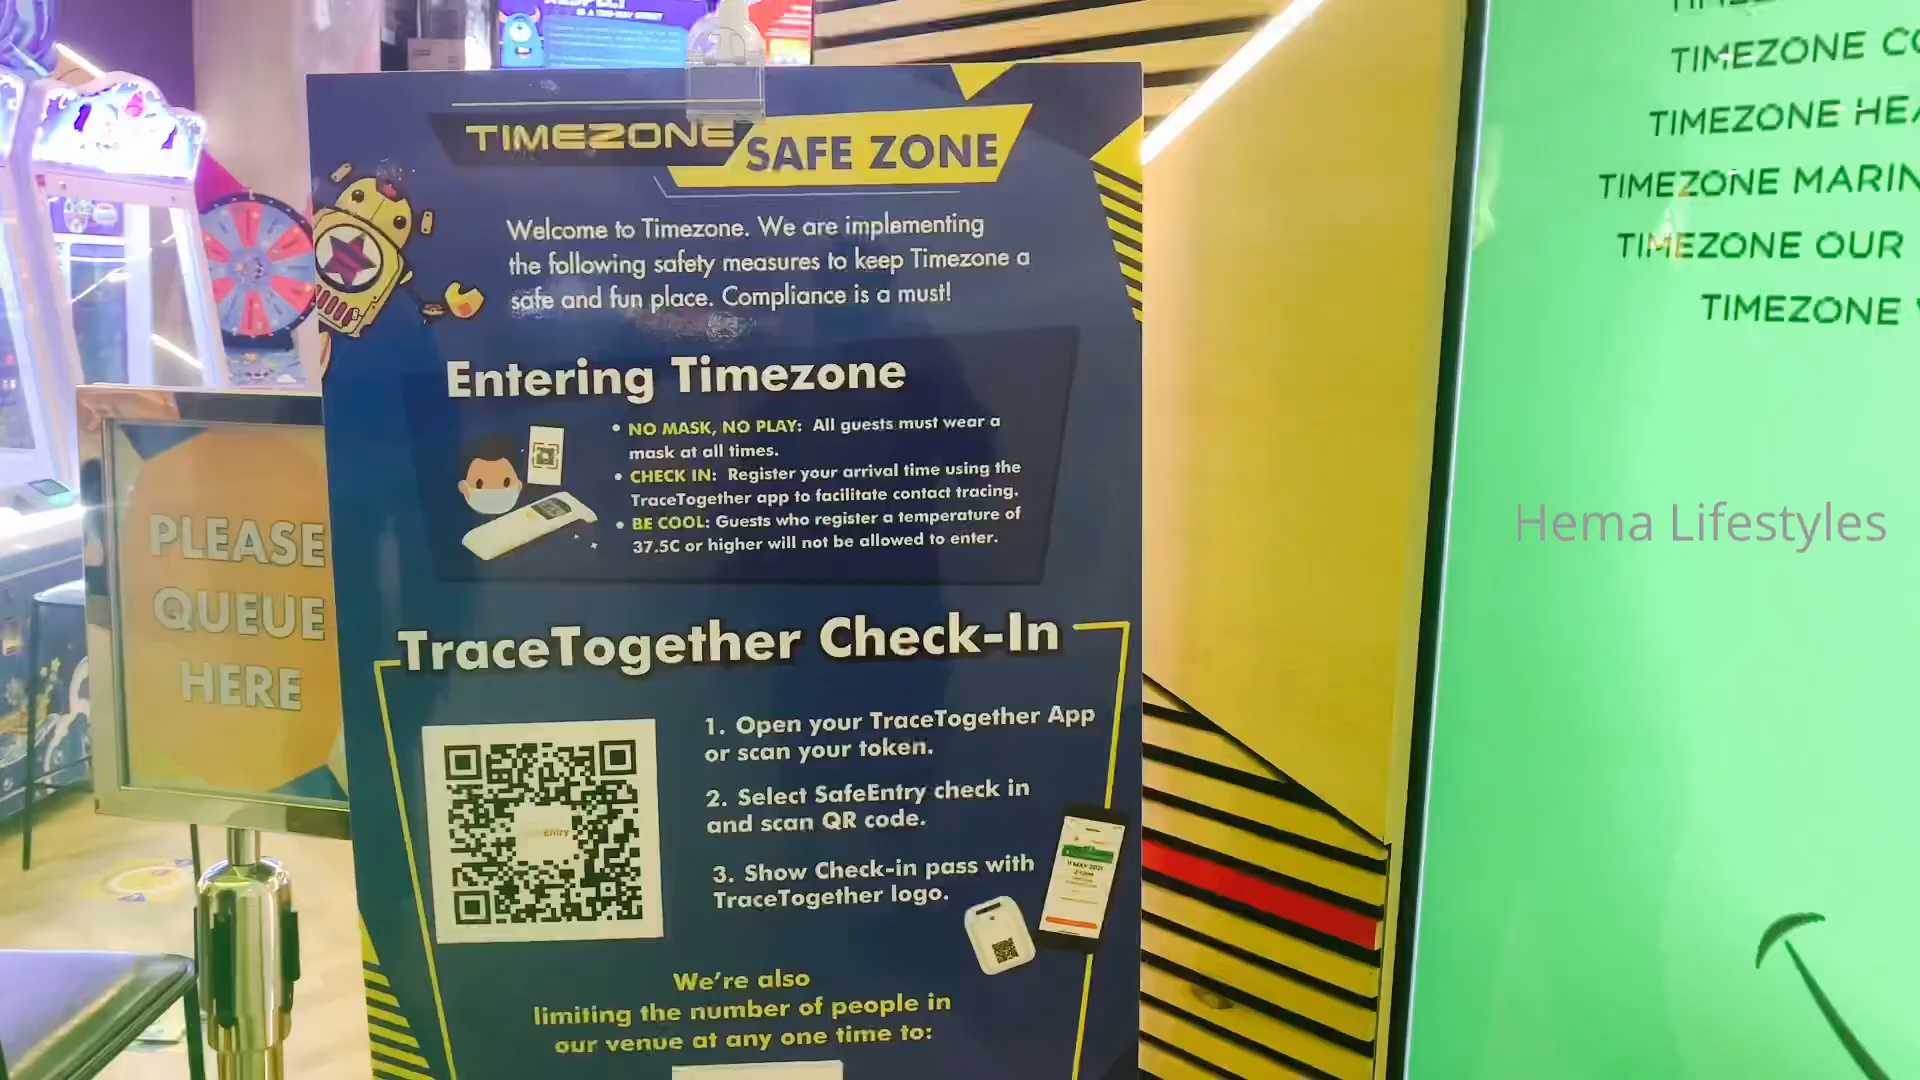 IS A TWO-WAY STREET
TIMEZONE SAFE ZONE
Welcome to Timezone. We are implementing
the following safety measures to keep Timezone a
safe and fun place. Compliance is a must!
Entering Timezone
• NO MASK, NO PLAY: All guests must wear a
mask at all times.
• CHECK IN: Register your arrival time using the
TraceTogether app to facilitate contact tracing.
• BE COOL: Guests who register a temperature of
37.5C or higher will not be allowed to enter.
TraceTogether Check-In
1. Open your TraceTogether App
or scan your token.
2. Select SafeEntry check in
and scan QR code.
3. Show Check-in pass with
TraceTogether logo.
We're also
limiting the number of people in
our venue at any one time to:
PLEASE
QUEUE
HERE
TIMEZONE
TIMEZONE
TIMEZONE
TIMEZONE OUR
TIMEZONE
Hema Lifestyles